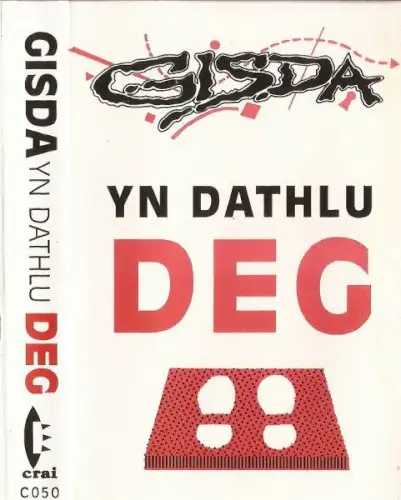 GISDA YN DATHLU DEG
crai
C050
GISDA
YN DATHLU
DEG